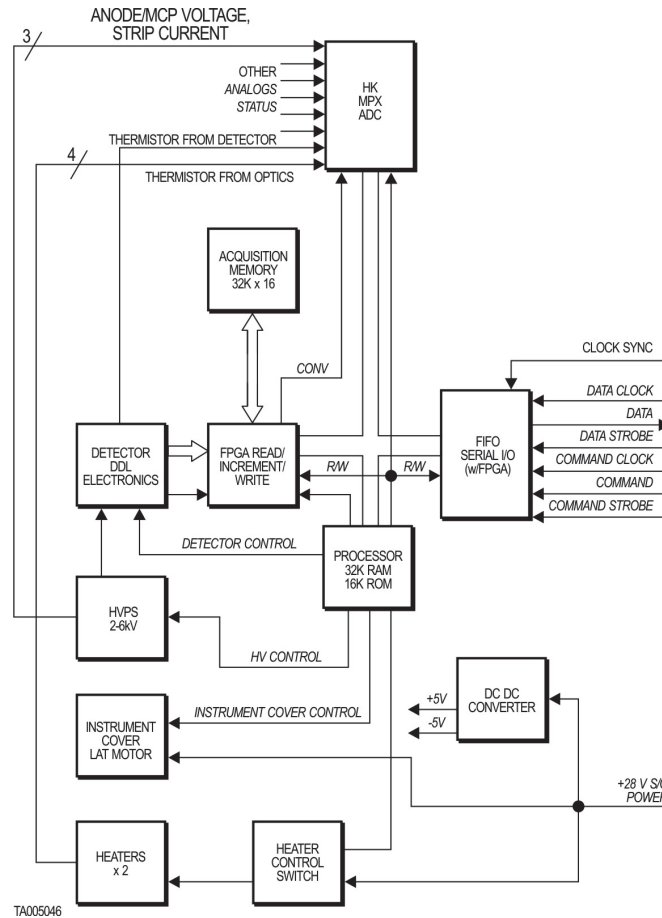 ANODE/MCP VOLTAGE,
STRIP CURRENT
3
OTHER
ANALOGS
STATUS
THERMISTOR FROM DETECTOR
4
THERMISTOR FROM OPTICS
HK
MPX
ADC
ACQUISITION
MEMORY
32K x 16
CONV
CLOCK SYNC
DATA CLOCK
DATA
DATA STROBE
COMMAND CLOCK
COMMAND
COMMAND STROBE
DETECTOR
DDL
ELECTRONICS
FPGA READ/
INCREMENT/
WRITE
R/W
R/W
FIFO
SERIAL I/O
(w/FPGA)
DETECTOR CONTROL
PROCESSOR
32K RAM
16K ROM
HVPS
2-6kV
HV CONTROL
INSTRUMENT COVER CONTROL
INSTRUMENT
COVER
LAT MOTOR
+5V
-5V
DC DC
CONVERTER
+28 V S/C
POWER
HEATERS
x 2
HEATER
CONTROL
SWITCH
TA005046